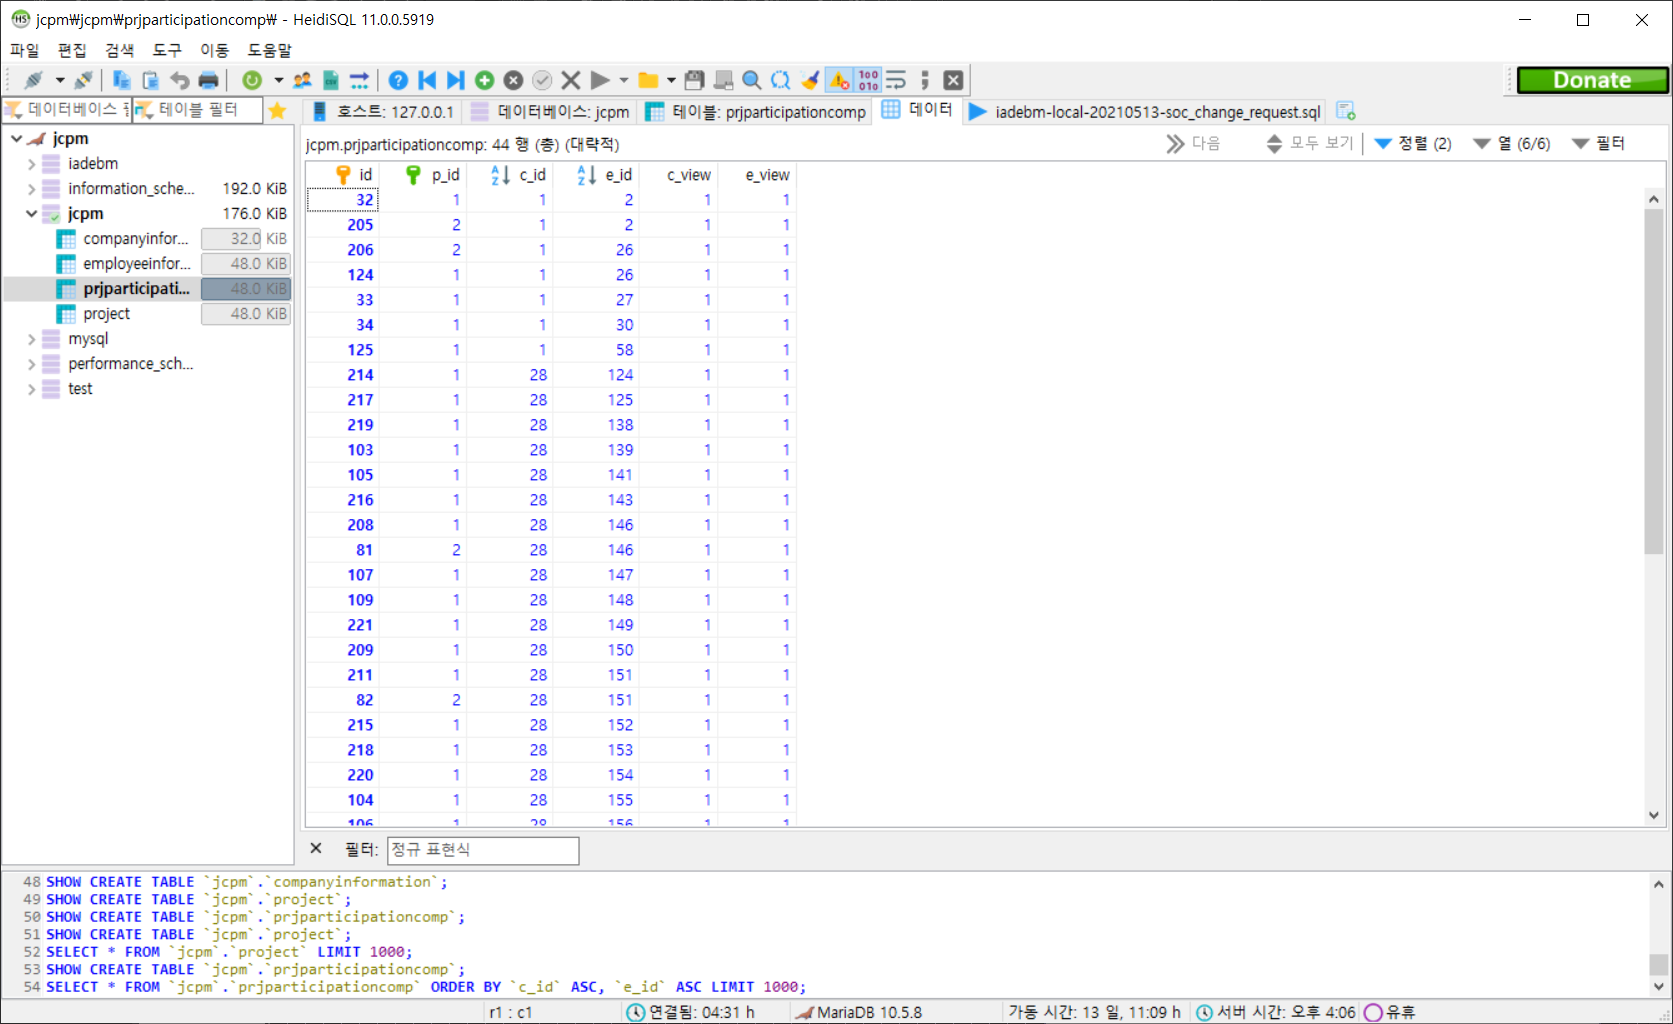 jcpm₩jcpm₩prjparticipationcomp₩ - HeidiSQL 11.0.0.5919
파일 편집 검색 도구 이동 도움말
Donate
데이터베이스 테이블 필터 호스트: 127.0.0.1 데이터베이스: jcpm 테이블: prjparticipationcomp 데이터 iadebm-local-20210513-soc_change_request.sql
jcpm.prjparticipationcomp: 44 행 (총) (대략적) 다음 모두 보기 정렬 (2) 열 (6/6) 필터
jcpm
iadebm
information_sche... 192.0 KiB
jcpm 176.0 KiB
companyinfor... 32.0 KiB
employeeinfor... 48.0 KiB
prjparticipati... 48.0 KiB
project 48.0 KiB
mysql
performance_sch...
test
id p_id c_id e_id c_view e_view
32 1 1 2 1 1
205 2 1 2 1 1
206 2 1 26 1 1
124 1 1 26 1 1
33 1 1 27 1 1
34 1 1 30 1 1
125 1 1 58 1 1
214 1 28 124 1 1
217 1 28 125 1 1
219 1 28 138 1 1
103 1 28 139 1 1
105 1 28 141 1 1
216 1 28 143 1 1
208 1 28 146 1 1
81 2 28 146 1 1
107 1 28 147 1 1
109 1 28 148 1 1
221 1 28 149 1 1
209 1 28 150 1 1
211 1 28 151 1 1
82 2 28 151 1 1
215 1 28 152 1 1
218 1 28 153 1 1
220 1 28 154 1 1
104 1 28 155 1 1
106 1 28 156 1 1
필터: 정규 표현식
48 SHOW CREATE TABLE `jcpm`.`companyinformation`;
49 SHOW CREATE TABLE `jcpm`.`project`;
50 SHOW CREATE TABLE `jcpm`.`prjparticipationcomp`;
51 SHOW CREATE TABLE `jcpm`.`project`;
52 SELECT * FROM `jcpm`.`project` LIMIT 1000;
53 SHOW CREATE TABLE `jcpm`.`prjparticipationcomp`;
54 SELECT * FROM `jcpm`.`prjparticipationcomp` ORDER BY `c_id` ASC, `e_id` ASC LIMIT 1000;
r1 : c1 연결됨: 04:31 h MariaDB 10.5.8 가동 시간: 13 일, 11:09 h 서버 시간: 오후 4:06 유휴